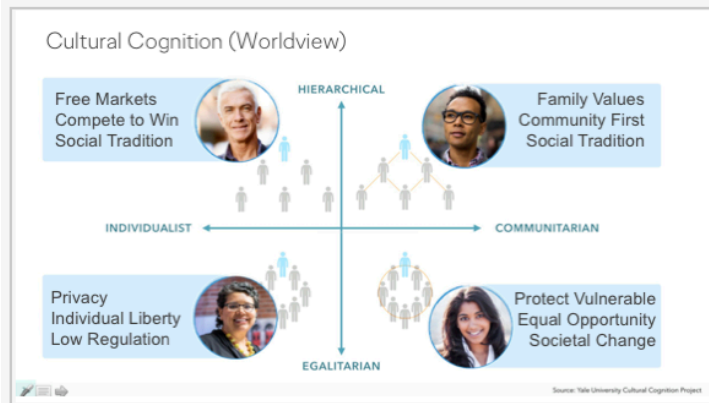 Cultural Cognition (Worldview)
HIERARCHICAL
Free Markets
Compete to Win
Social Tradition
Family Values
Community First
Social Tradition
INDIVIDUALIST
COMMUNITARIAN
Privacy
Individual Liberty
Low Regulation
Protect Vulnerable
Equal Opportunity
Societal Change
EGALITARIAN
Source: Yale University Cultural Cognition Project